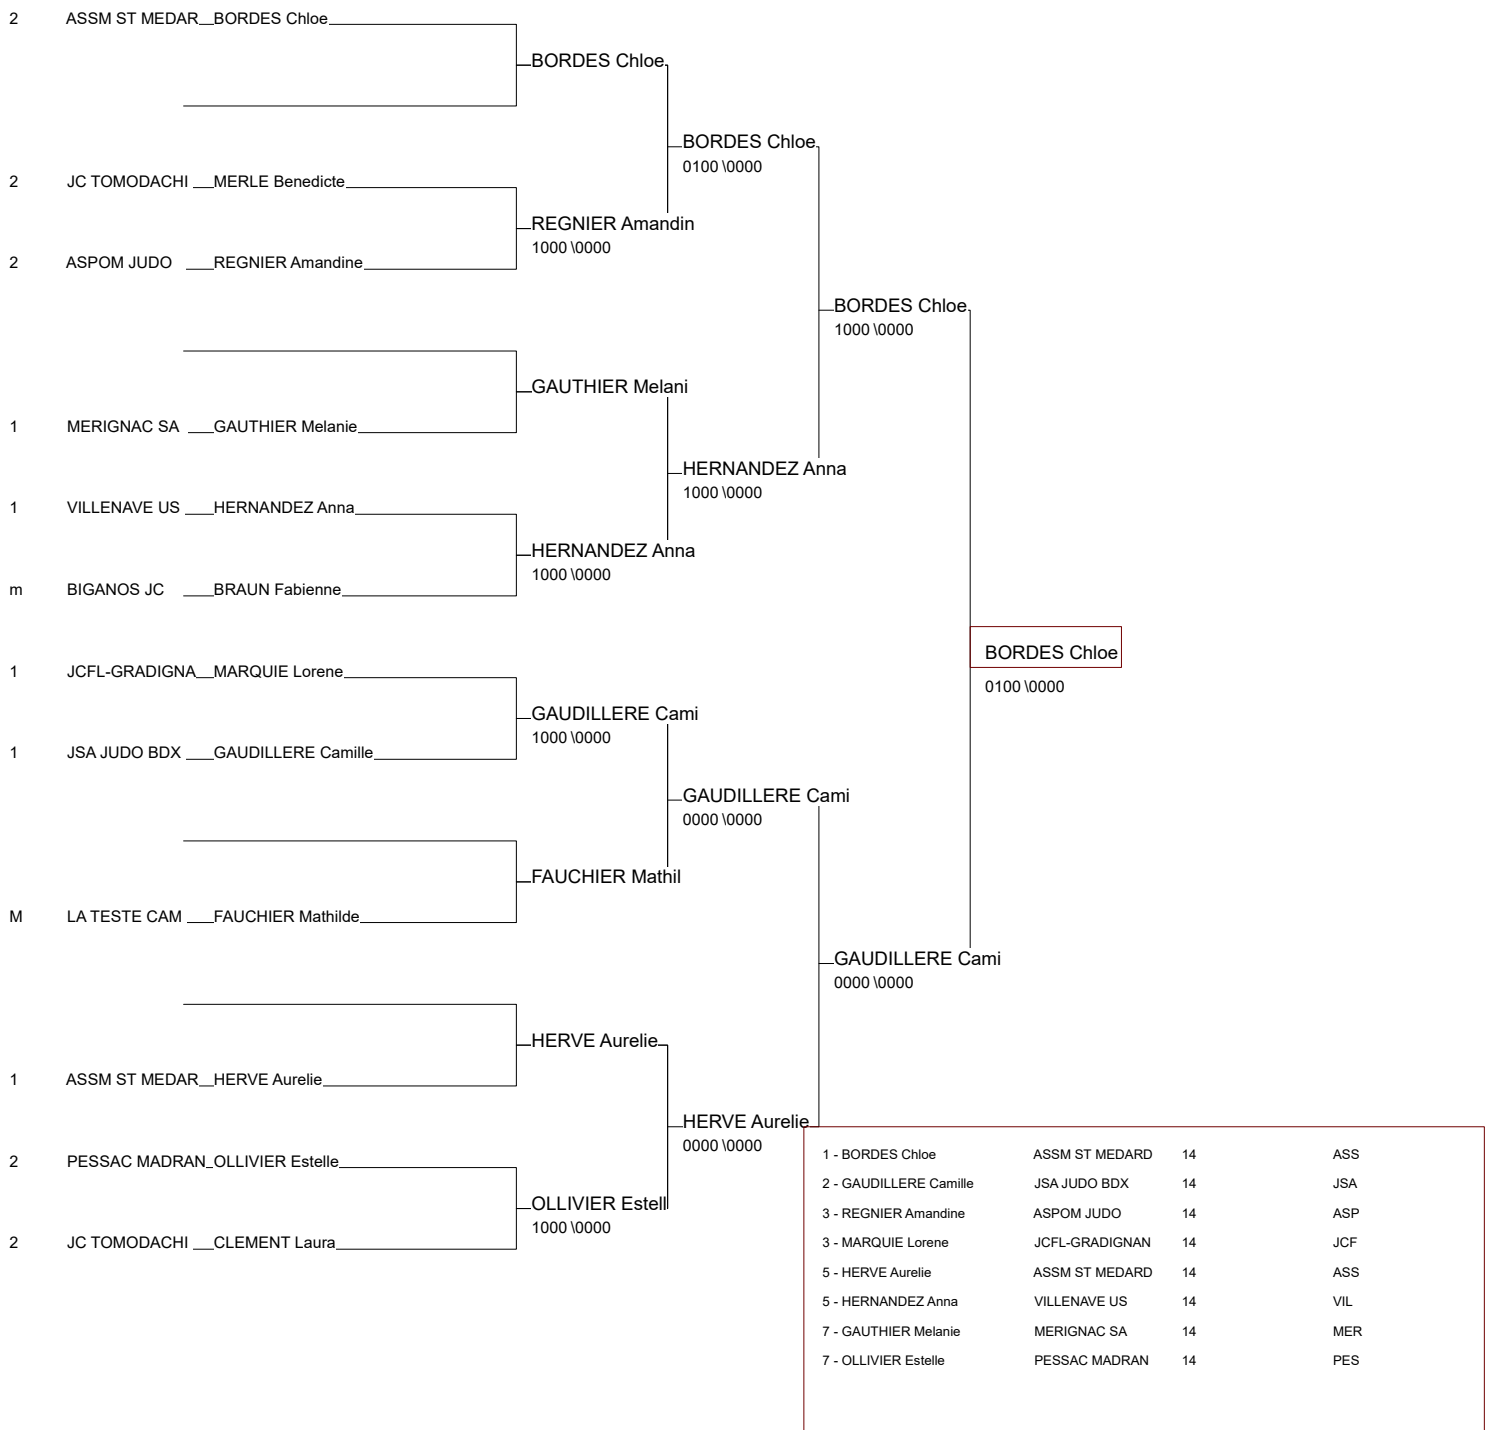 2 ASSM ST MEDAR BORDES Chloe
BORDES Chloe
BORDES Chloe
0100 \0000
2 JC TOMODACHI MERLE Benedicte
REGNIER Amandin
1000 \0000
2 ASPOM JUDO REGNIER Amandine
BORDES Chloe
1000 \0000
GAUTHIER Melani
1 MERIGNAC SA GAUTHIER Melanie
HERNANDEZ Anna
1000 \0000
1 VILLENAVE US HERNANDEZ Anna
HERNANDEZ Anna
1000 \0000
m BIGANOS JC BRAUN Fabienne
BORDES Chloe
0100 \0000
1 JCFL-GRADIGNA MARQUIE Lorene
GAUDILLERE Cami
1000 \0000
1 JSA JUDO BDX GAUDILLERE Camille
GAUDILLERE Cami
0000 \0000
FAUCHIER Mathil
M LA TESTE CAM FAUCHIER Mathilde
GAUDILLERE Cami
0000 \0000
HERVE Aurelie
1 ASSM ST MEDAR HERVE Aurelie
HERVE Aurelie
0000 \0000
2 PESSAC MADRAN OLLIVIER Estelle
OLLIVIER Estell
1000 \0000
2 JC TOMODACHI CLEMENT Laura
1 - BORDES Chloe ASSM ST MEDARD 14 ASS
2 - GAUDILLERE Camille JSA JUDO BDX 14 JSA
3 - REGNIER Amandine ASPOM JUDO 14 ASP
3 - MARQUIE Lorene JCFL-GRADIGNAN 14 JCF
5 - HERVE Aurelie ASSM ST MEDARD 14 ASS
5 - HERNANDEZ Anna VILLENAVE US 14 VIL
7 - GAUTHIER Melanie MERIGNAC SA 14 MER
7 - OLLIVIER Estelle PESSAC MADRAN 14 PES